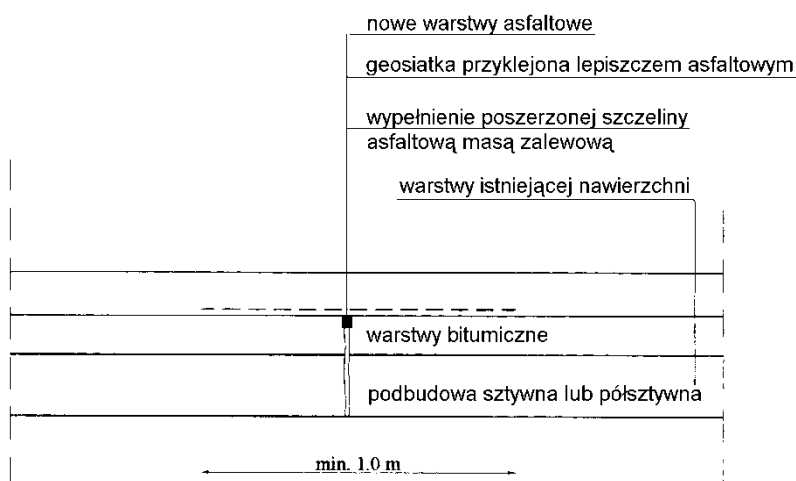 nowe warstwy asfaltowe
geosiatka przyklejona lepiszczem asfaltowym
wypełnienie poszerzonej szczeliny
asfaltową masą zalewową
warstwy istniejącej nawierzchni
warstwy bitumiczne
podbudowa sztywna lub półsztywna
min. 1.0 m